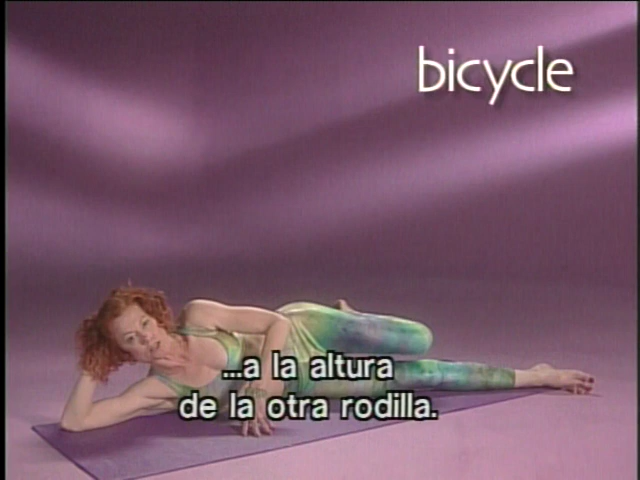 bicycle
...a la altura
de la otra rodilla.